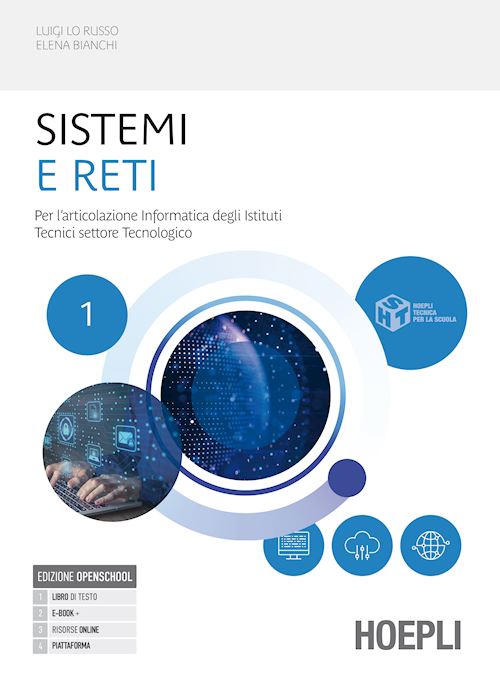 LUIGI LO RUSSO
ELENA BIANCHI
SISTEMI
E RETI
Per l'articolazione Informatica degli Istituti
Tecnici settore Tecnologico
1
HOEPLI
TECNICA
PER LA SCUOLA
HTS
EDIZIONE OPENSCHOOL
1 LIBRO DI TESTO
2 E-BOOK +
3 RISORSE ONLINE
4 PIATTAFORMA
HOEPLI